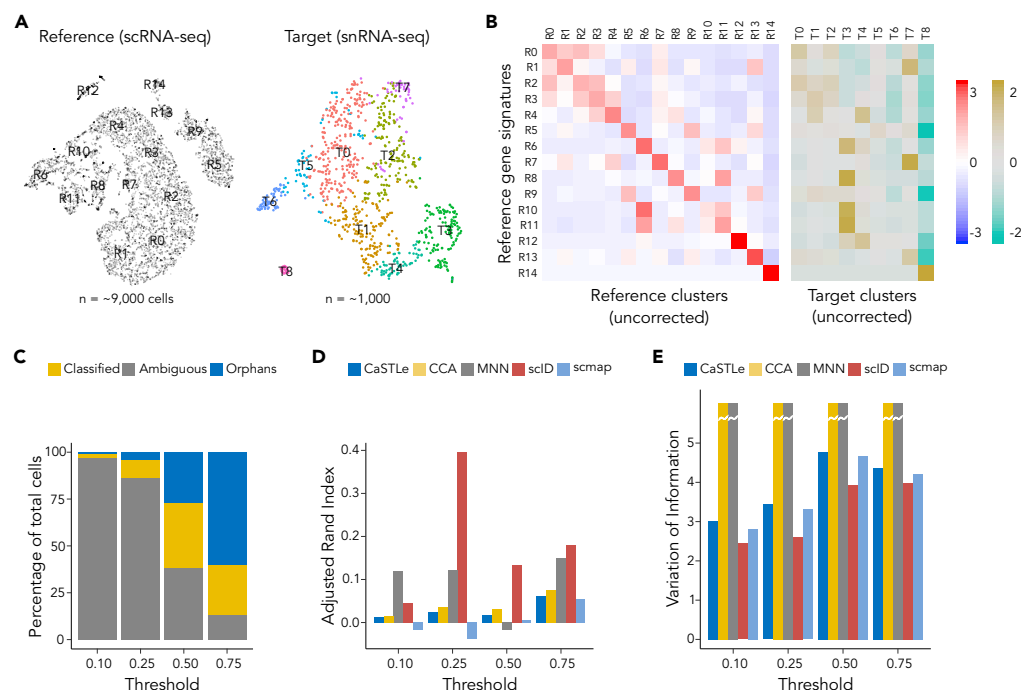 A
Reference (scRNA-seq)
Target (snRNA-seq)
R12
R14
R13
R4
R9
R10
R3
R5
R6
R8
R7
R11
R2
R0
R1
n = ~9,000 cells
T7
T0
T2
T5
T6
T1
T3
T4
T8
n = ~1,000
B
R0 R1 R2 R3 R4 R5 R6 R7 R8 R9 R10 R11 R12 R13 R14
T0 T1 T2 T3 T4 T5 T6 T7 T8
Reference gene signatures
R0
R1
R2
R3
R4
R5
R6
R7
R8
R9
R10
R11
R12
R13
R14
Reference clusters
(uncorrected)
Target clusters
(uncorrected)
3
-3
2
-2
C
Classified Ambiguous Orphans
Percentage of total cells
100
75
50
25
0
0.10 0.25 0.50 0.75
Threshold
D
CaSTLe CCA MNN scID scmap
Adjusted Rand Index
0.4
0.3
0.2
0.1
0.0
0.10 0.25 0.50 0.75
Threshold
E
CaSTLe CCA MNN scID scmap
Variation of Information
5
4
3
2
1
0
0.10 0.25 0.50 0.75
Threshold